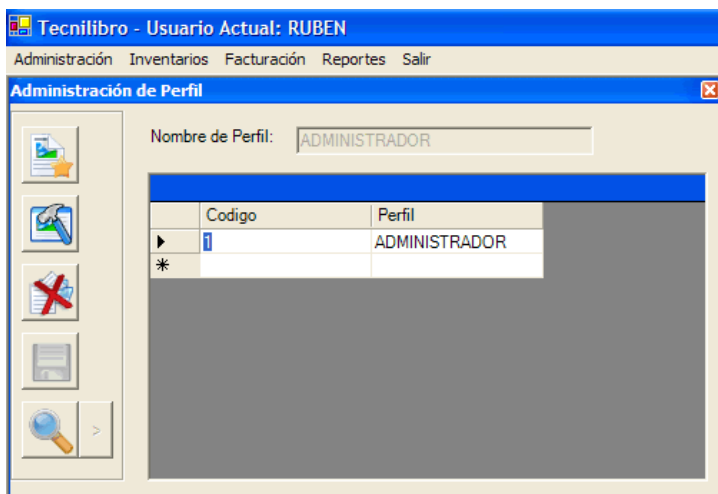 Tecnilibro - Usuario Actual: RUBEN
Administración Inventarios Facturación Reportes Salir
Administración de Perfil
Nombre de Perfil: ADMINISTRADOR
Codigo Perfil
1 ADMINISTRADOR
>